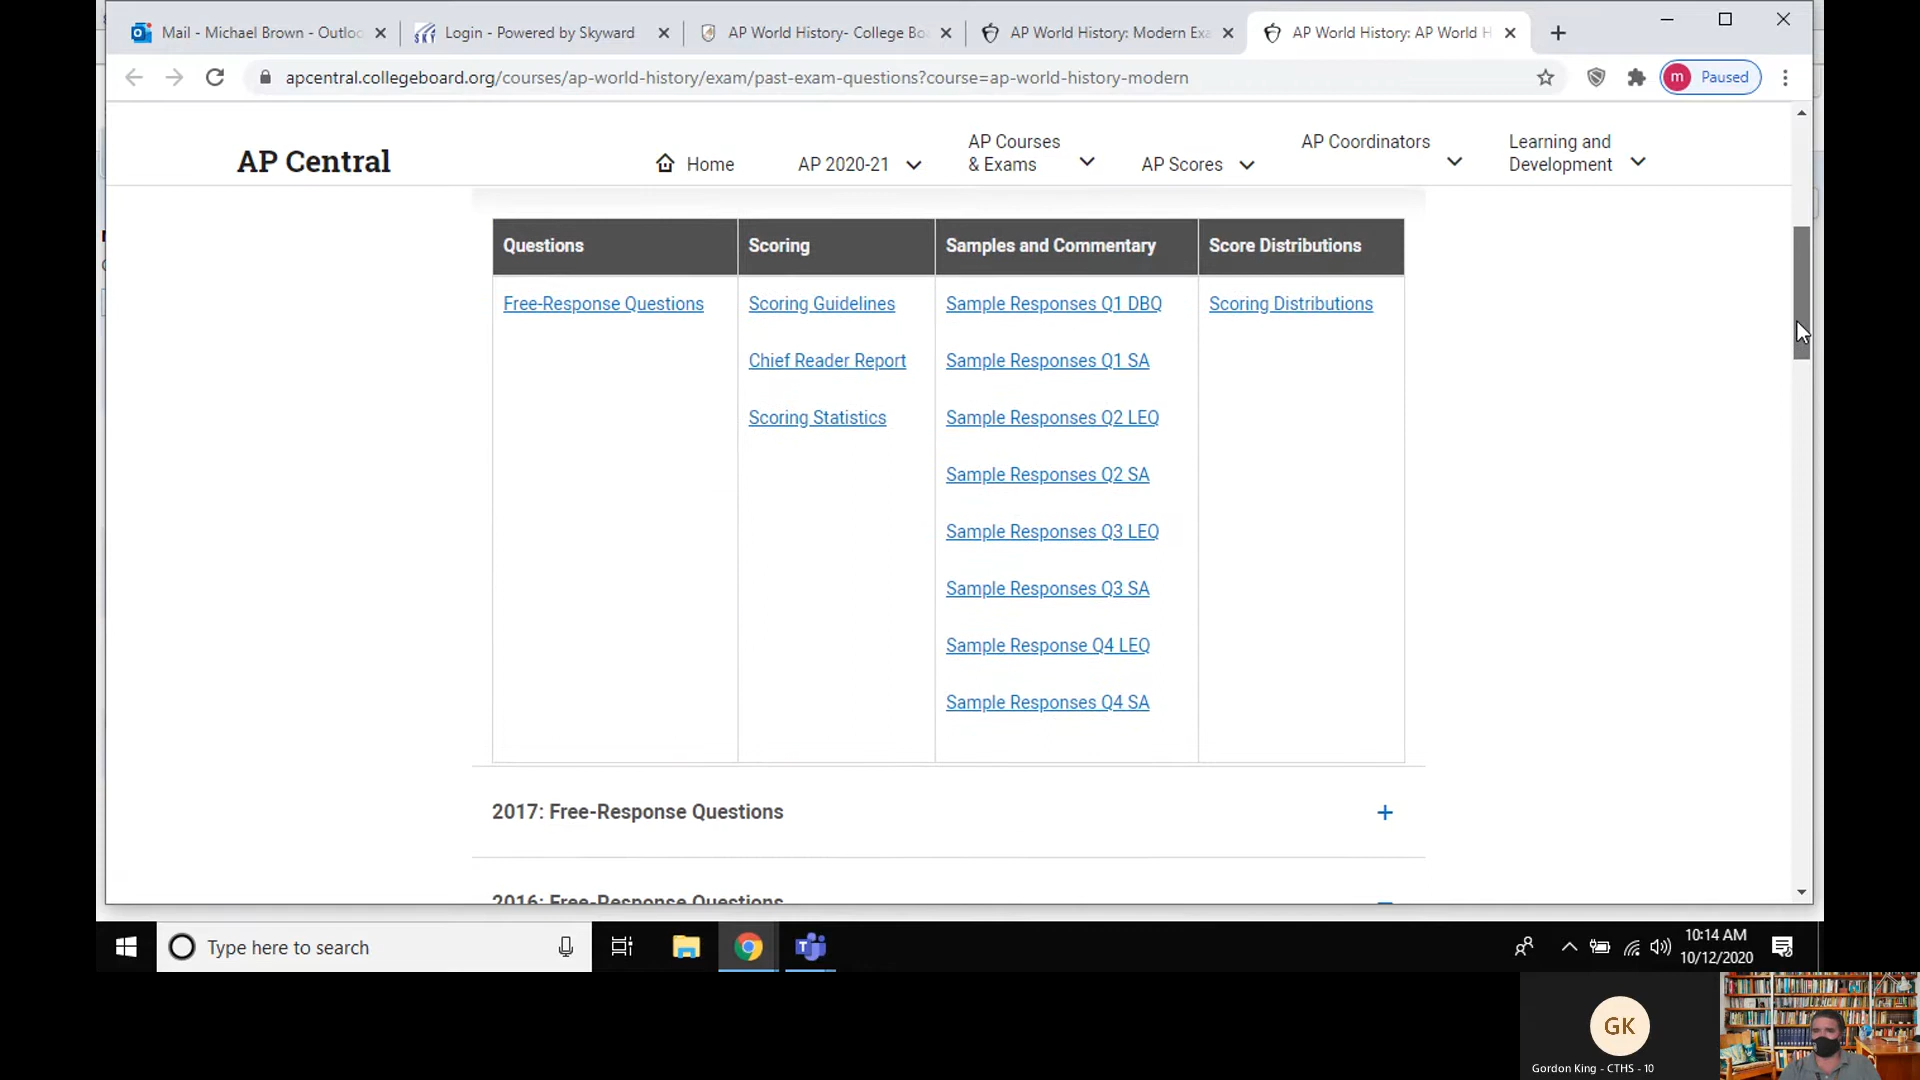 Mail - Michael Brown - Outloo
Login - Powered by Skyward
AP World History- College Boa
AP World History: Modern Exa
AP World History: AP World H
apcentral.collegeboard.org/courses/ap-world-history/exam/past-exam-questions?course=ap-world-history-modern
m
Paused
AP Central
Home
AP 2020-21
AP Courses
& Exams
AP Scores
AP Coordinators
Learning and
Development
Questions
Scoring
Samples and Commentary
Score Distributions
Free-Response Questions
Scoring Guidelines
Sample Responses Q1 DBQ
Scoring Distributions
Chief Reader Report
Sample Responses Q1 SA
Scoring Statistics
Sample Responses Q2 LEQ
Sample Responses Q2 SA
Sample Responses Q3 LEQ
Sample Responses Q3 SA
Sample Response Q4 LEQ
Sample Responses Q4 SA
2017: Free-Response Questions
2016: Free-Response Questions
Type here to search
10:14 AM
10/12/2020
GK
Gordon King - CTHS - 10